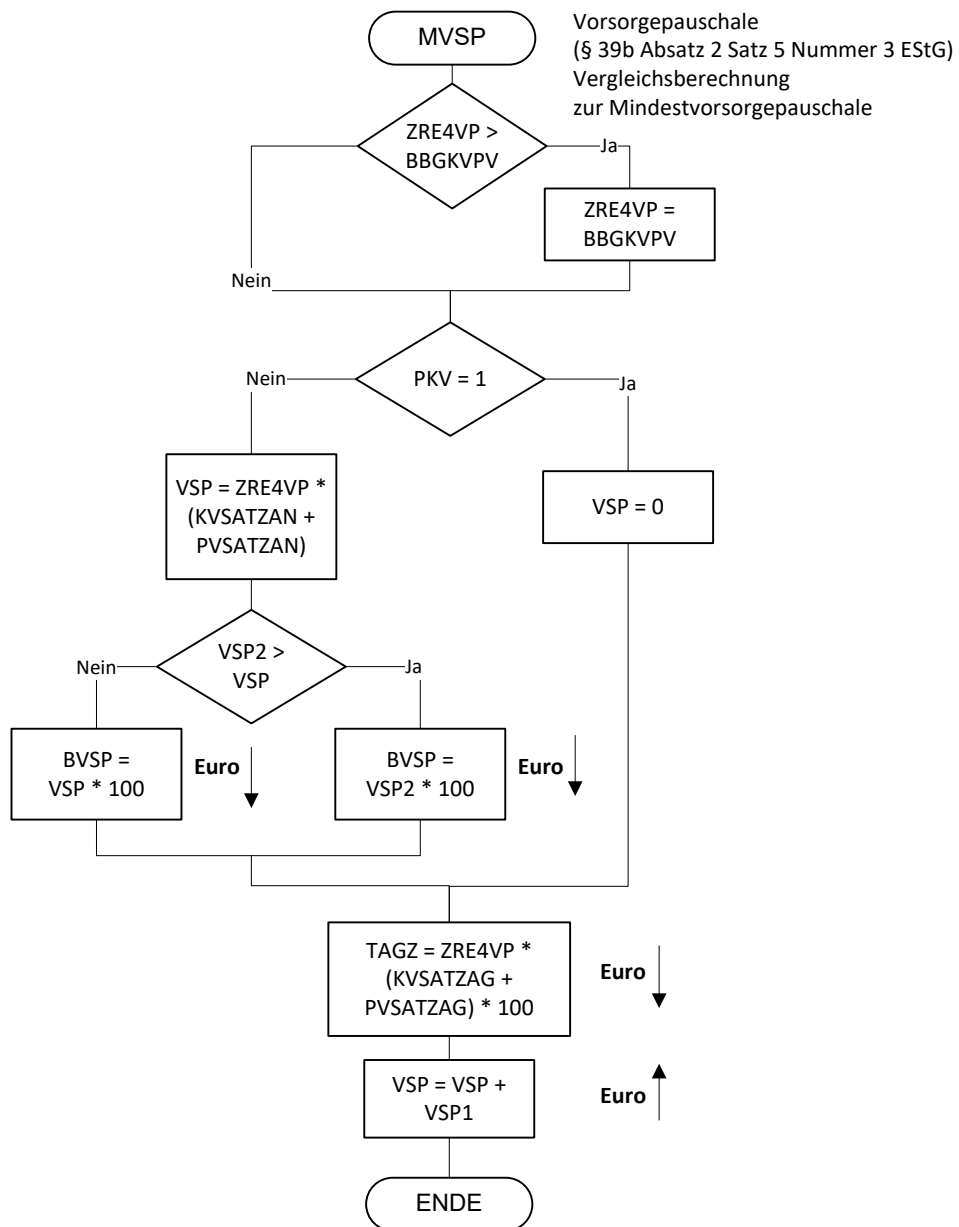 MVSP
Vorsorgepauschale
(§ 39b Absatz 2 Satz 5 Nummer 3 EStG)
Vergleichsberechnung
zur Mindestvorsorgepauschale
ZRE4VP >
BBGKVPV
Ja
ZRE4VP =
BBGKVPV
Nein
Nein
PKV = 1
Ja
VSP = ZRE4VP *
(KVSATZAN +
PVSATZAN)
VSP = 0
Nein
VSP2 >
VSP
Ja
BVSP =
VSP * 100
Euro
BVSP =
VSP2 * 100
Euro
TAGZ = ZRE4VP *
(KVSATZAG +
PVSATZAG) * 100
Euro
VSP = VSP +
VSP1
Euro
ENDE